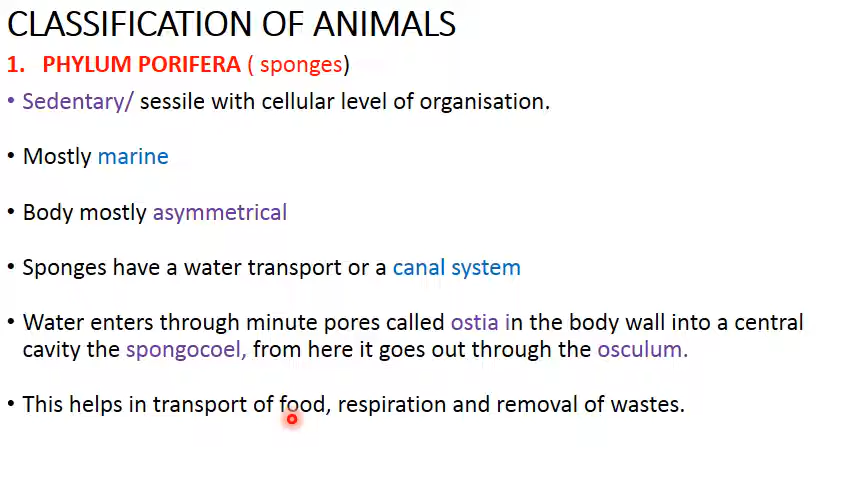 CLASSIFICATION OF ANIMALS
1. PHYLUM PORIFERA ( sponges)
• Sedentary/ sessile with cellular level of organisation.
• Mostly marine
• Body mostly asymmetrical
• Sponges have a water transport or a canal system
• Water enters through minute pores called ostia in the body wall into a central
cavity the spongocoel, from here it goes out through the osculum.
• This helps in transport of food, respiration and removal of wastes.